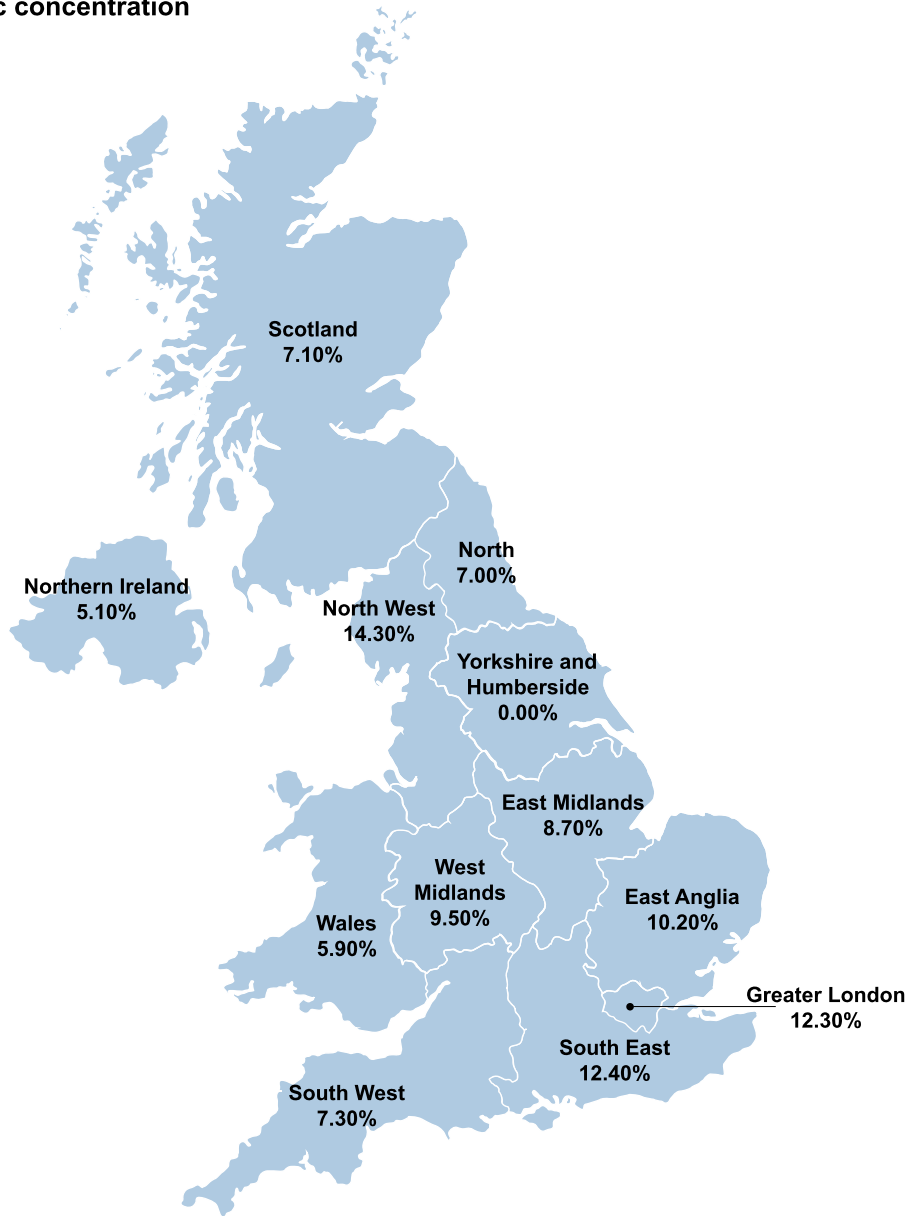 c concentration
Scotland
7.10%
North
7.00%
Northern Ireland
5.10%
North West
14.30%
Yorkshire and
Humberside
0.00%
East Midlands
8.70%
West
Midlands
9.50%
East Anglia
10.20%
Wales
5.90%
Greater London
12.30%
South East
12.40%
South West
7.30%